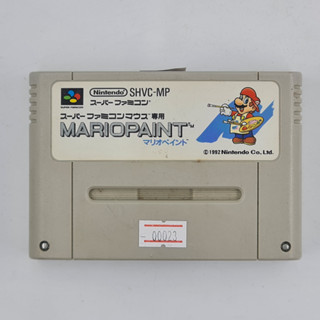 Nintendo SHVC-MP
スーパーファミコン
スーパーファミコンマウス専用
MARIOPAINT™
マリオペイント
©1992 Nintendo Co., Ltd.
00023